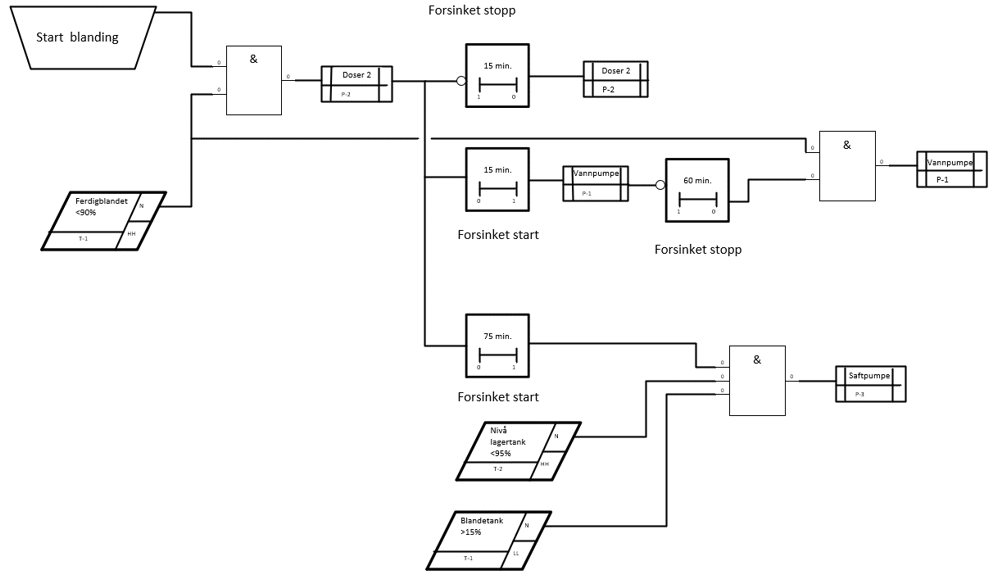 Forsinket stopp
Start blanding
&
0
0
0
Doser 2
P-2
15 min.
1 0
Doser 2
P-2
&
0
0
0
Vannpumpe
P-1
15 min.
0 1
Forsinket start
Vannpumpe
P-1
60 min.
1 0
Forsinket stopp
Ferdigblandet
<90%
N
T-1
HH
75 min.
0 1
Forsinket start
&
0
0
0
0
Saftpumpe
P-3
Nivå
lagertank
<95%
N
T-2
HH
Blandetank
>15%
N
T-1
LL